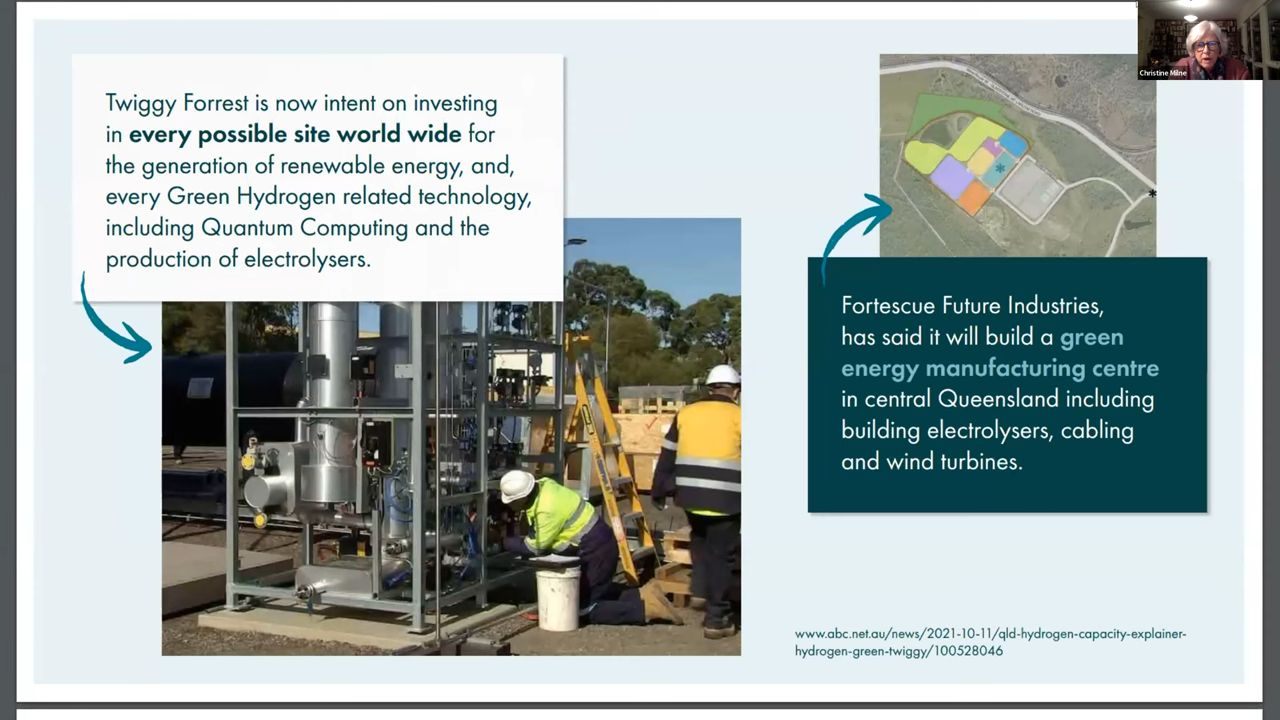 Twiggy Forrest is now intent on investing
in every possible site world wide for
the generation of renewable energy, and,
every Green Hydrogen related technology,
including Quantum Computing and the
production of electrolysers.
Christine Milne
Fortescue Future Industries,
has said it will build a green
energy manufacturing centre
in central Queensland including
building electrolysers, cabling
and wind turbines.
www.abc.net.au/news/2021-10-11/qld-hydrogen-capacity-explainer-
hydrogen-green-twiggy/100528046